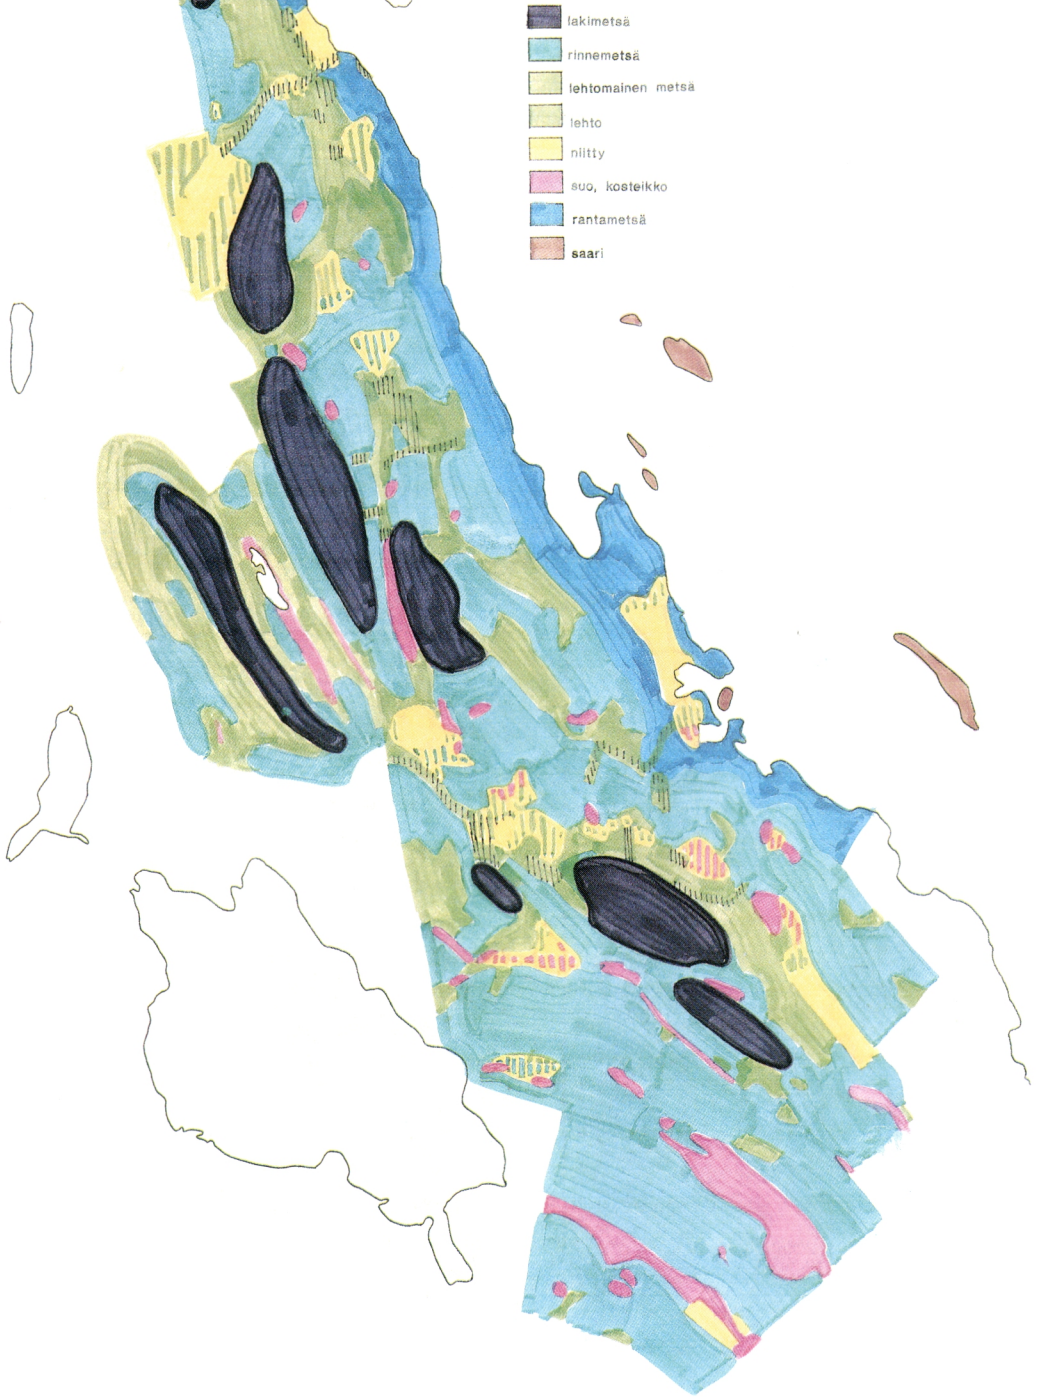 lakimetsä
rinnemetsä
lehtomainen metsä
lehto
niitty
suo, kosteikko
rantametsä
saari